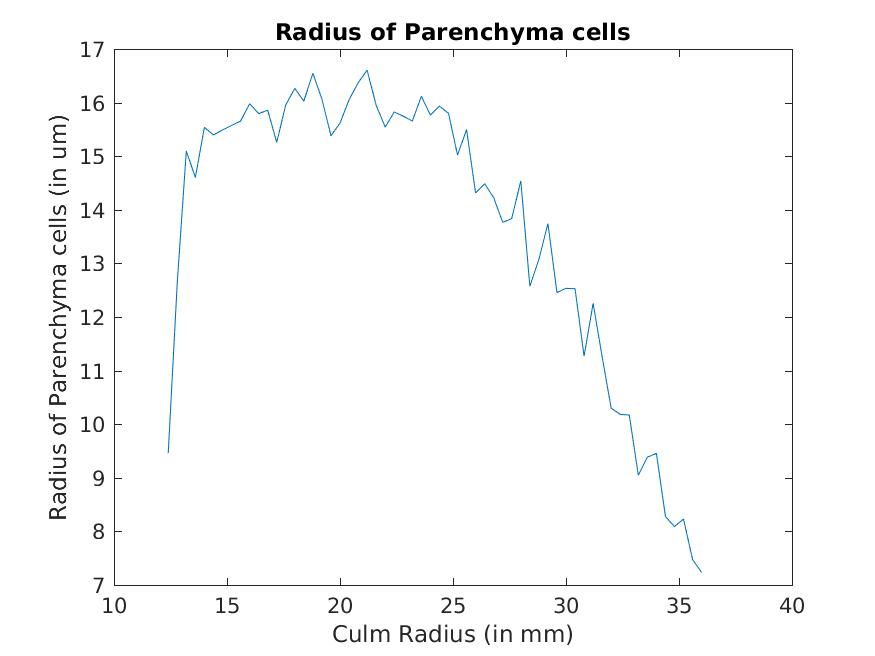 Radius of Parenchyma cells
17
16
15
14
13
12
11
10
9
8
7
Radius of Parenchyma cells (in um)
10 15 20 25 30 35 40
Culm Radius (in mm)